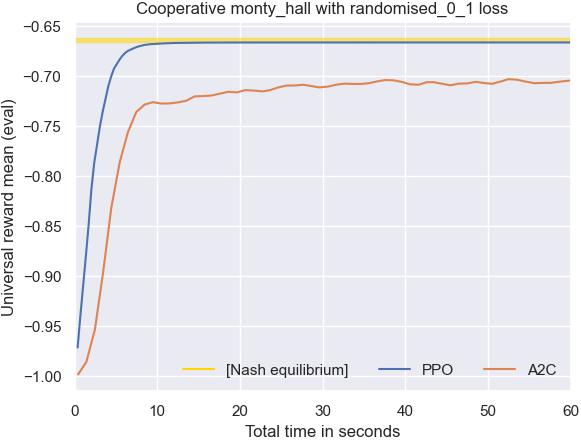 Cooperative monty_hall with randomised_0_1 loss
Universal reward mean (eval)
−0.65
−0.70
−0.75
−0.80
−0.85
−0.90
−0.95
−1.00
[Nash equilibrium] PPO A2C
0 10 20 30 40 50 60
Total time in seconds